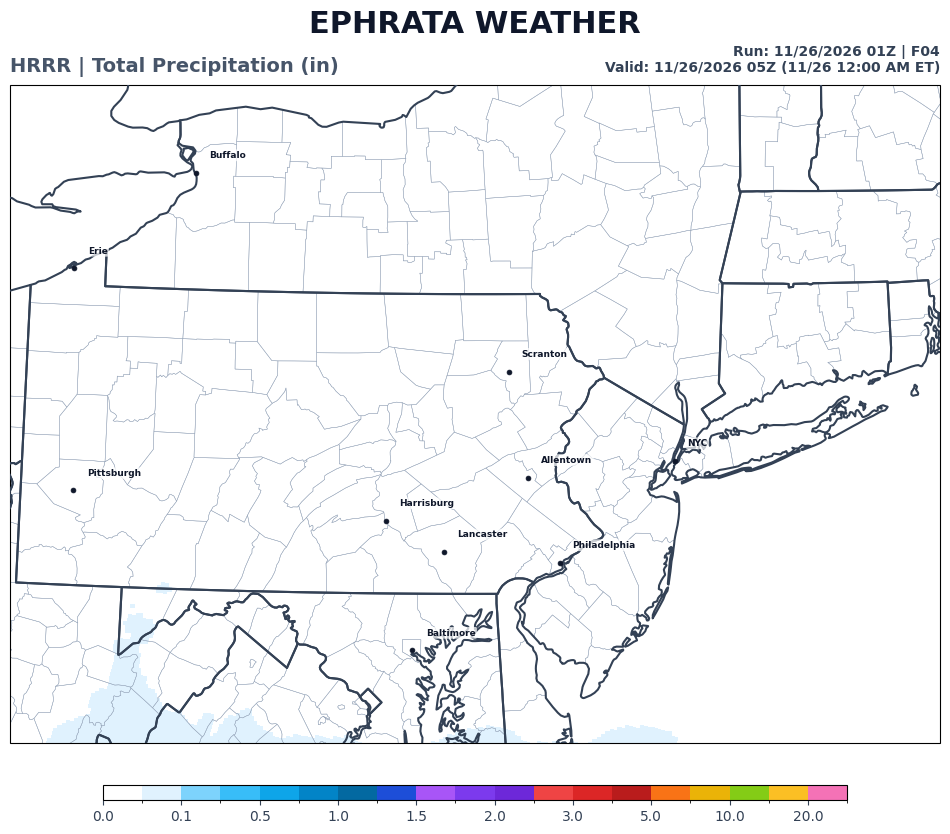 EPHRATA WEATHER
HRRR | Total Precipitation (in)
Run: 11/26/2026 01Z | F04
Valid: 11/26/2026 05Z (11/26 12:00 AM ET)
Buffalo
Erie
Scranton
NYC
Allentown
Pittsburgh
Harrisburg
Lancaster
Philadelphia
Baltimore
0.0 0.1 0.5 1.0 1.5 2.0 3.0 5.0 10.0 20.0